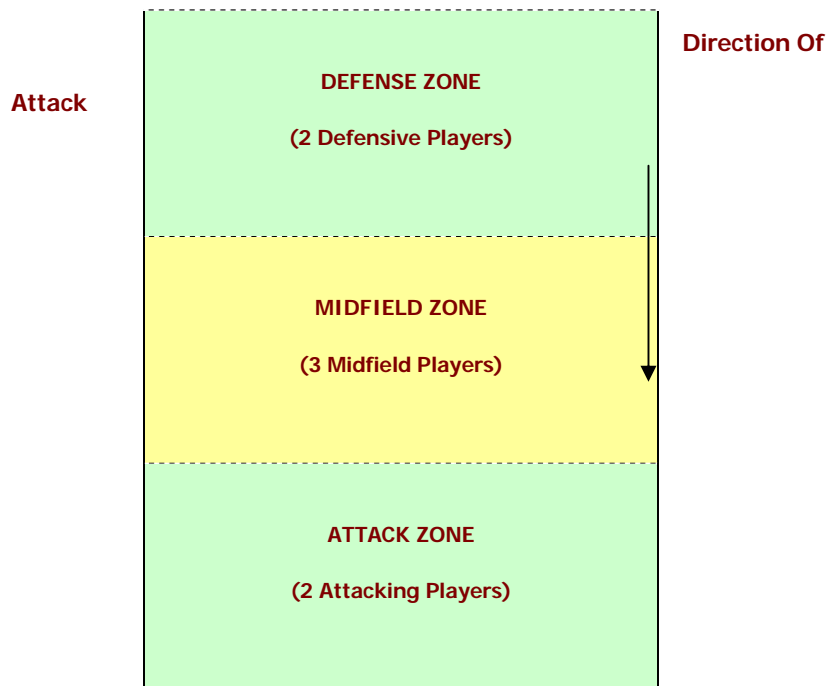 Direction Of
Attack
DEFENSE ZONE
(2 Defensive Players)
MIDFIELD ZONE
(3 Midfield Players)
ATTACK ZONE
(2 Attacking Players)